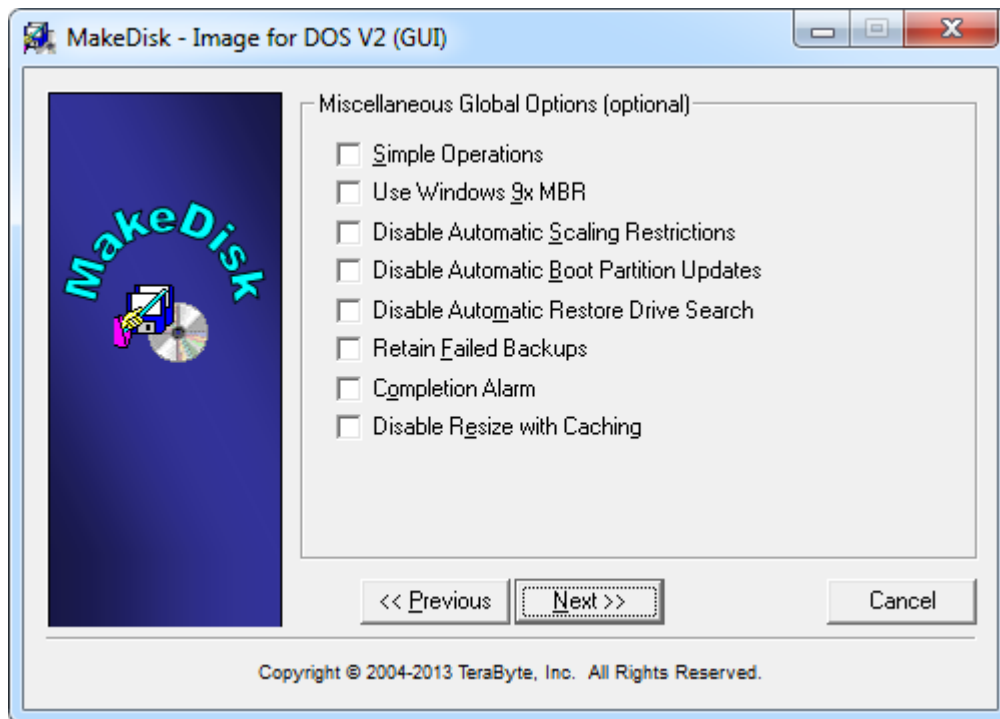 MakeDisk - Image for DOS V2 (GUI)
MakeDisk
Miscellaneous Global Options (optional)
Simple Operations
Use Windows 9x MBR
Disable Automatic Scaling Restrictions
Disable Automatic Boot Partition Updates
Disable Automatic Restore Drive Search
Retain Failed Backups
Completion Alarm
Disable Resize with Caching
<< Previous
Next >>
Cancel
Copyright © 2004-2013 TeraByte, Inc. All Rights Reserved.